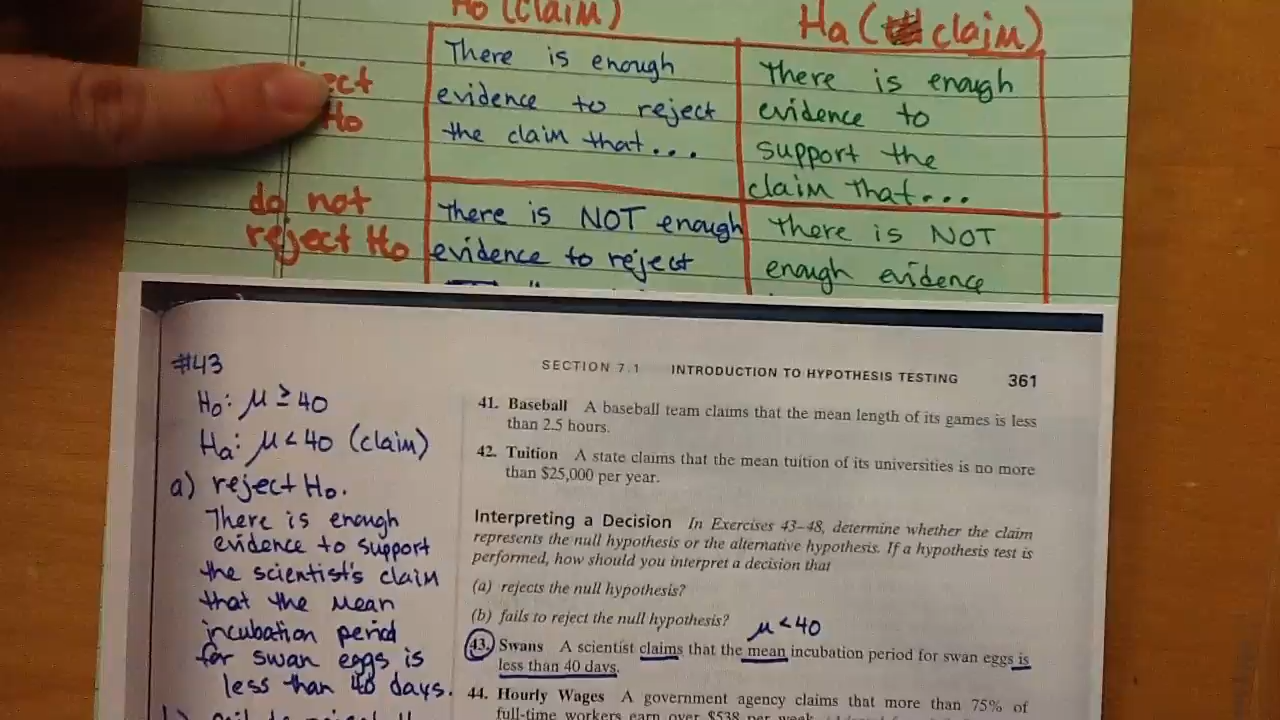 Ho (Claim)
Ha ( claim)
There is enough
evidence to reject
the claim that...
There is enough
evidence to
support the
claim that...
Ho
do not
reject Ho
There is NOT enough
evidence to reject
There is NOT
enough evidence
#43
Ho: μ ≥ 40
Ha: μ < 40 (claim)
a) reject Ho.
There is enough
evidence to support
the scientist's claim
that the mean
incubation period
for swan eggs is
less than 40 days.
SECTION 7.1 INTRODUCTION TO HYPOTHESIS TESTING 361
41. Baseball A baseball team claims that the mean length of its games is less
than 2.5 hours.
42. Tuition A state claims that the mean tuition of its universities is no more
than $25,000 per year.
Interpreting a Decision In Exercises 43–48, determine whether the claim
represents the null hypothesis or the alternative hypothesis. If a hypothesis test is
performed, how should you interpret a decision that
(a) rejects the null hypothesis?
(b) fails to reject the null hypothesis?
μ < 40
43. Swans A scientist claims that the mean incubation period for swan eggs is
less than 40 days.
44. Hourly Wages A government agency claims that more than 75% of
full-time workers earn over $538 per week.